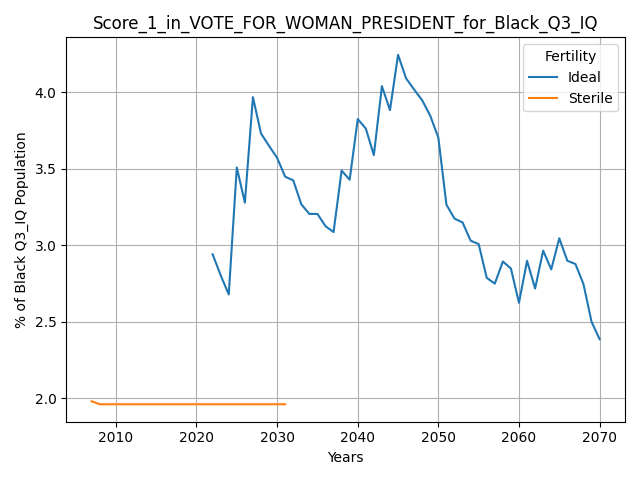 Score_1_in_VOTE_FOR_WOMAN_PRESIDENT_for_Black_Q3_IQ
Fertility
Ideal
Sterile
% of Black Q3_IQ Population
4.0
3.5
3.0
2.5
2.0
2010 2020 2030 2040 2050 2060 2070
Years